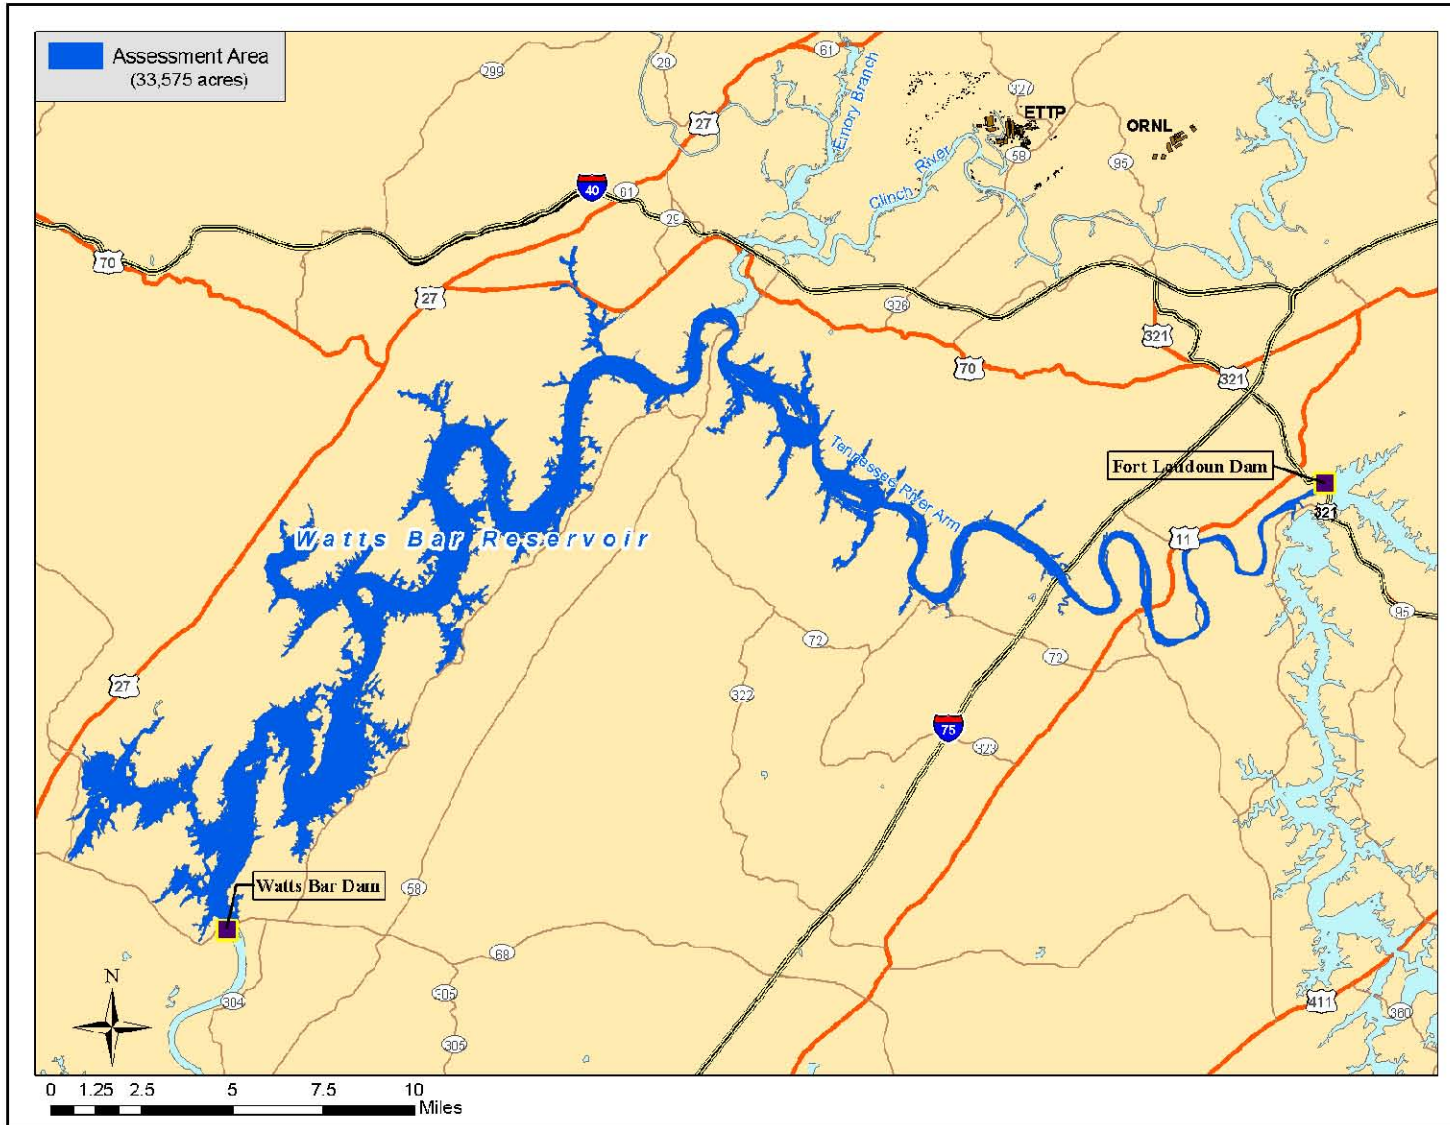 Assessment Area
(33,575 acres)
299
29
61
27
Emory Branch
327
ETTP
58
ORNL
95
Clinch River
40
61
29
70
27
326
321
70
321
Tennessee River Arm
Fort Loudoun Dam
321
Watts Bar Reservoir
11
95
72
72
27
322
75
323
58
Watts Bar Dam
68
N
304
305
305
411
360
0 1.25 2.5 5 7.5 10
Miles